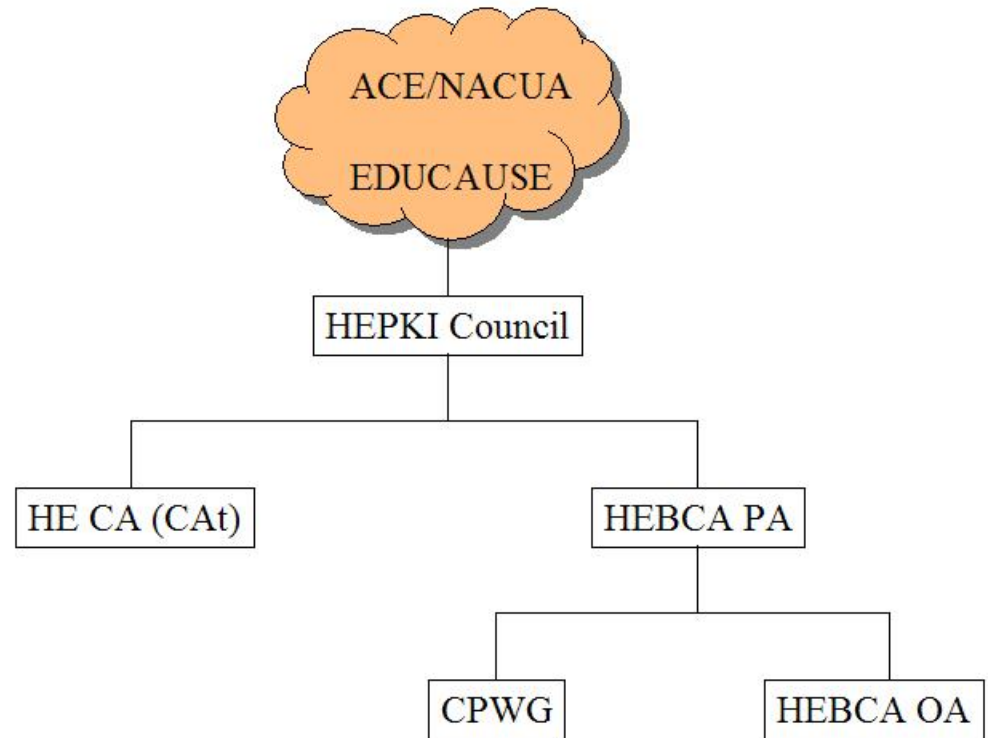 ACE/NACUA
EDUCAUSE
HEPKI Council
HE CA (CAt)
HEBCA PA
CPWG
HEBCA OA